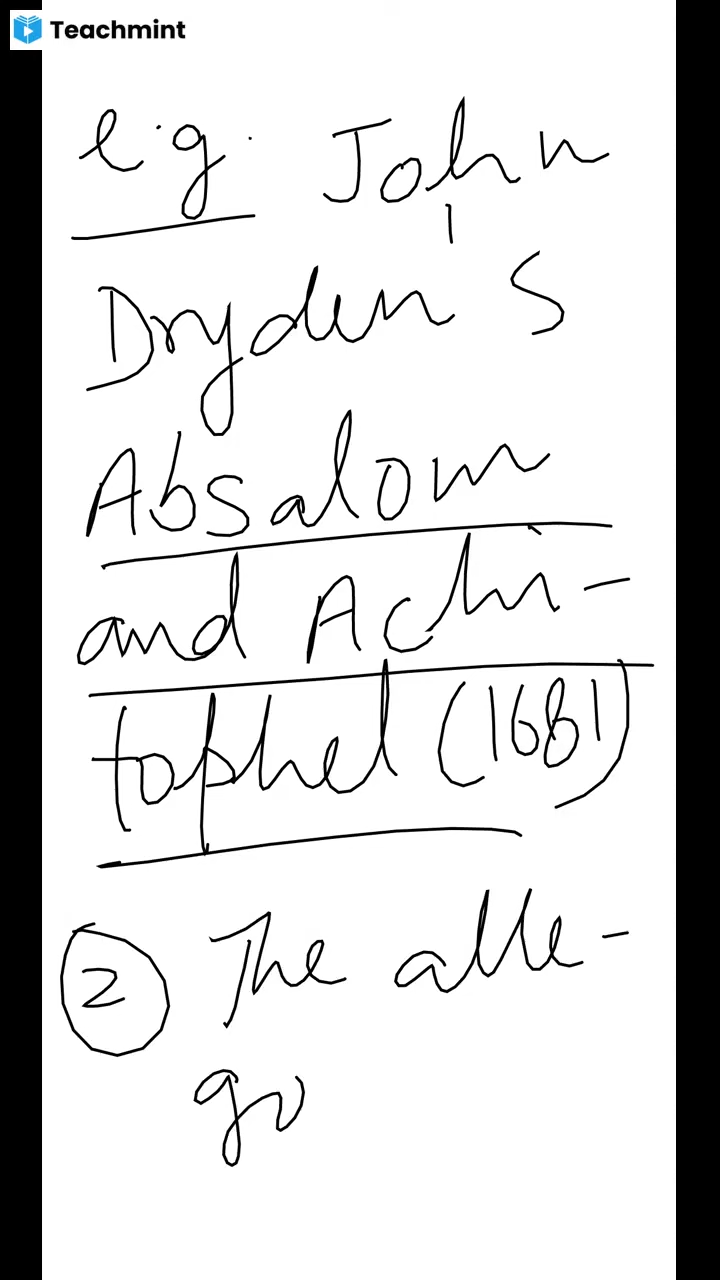 Teachmint
e.g. John
Dryden's
Absalom
and Achi-
tophel (1681)
2 The alle-
go